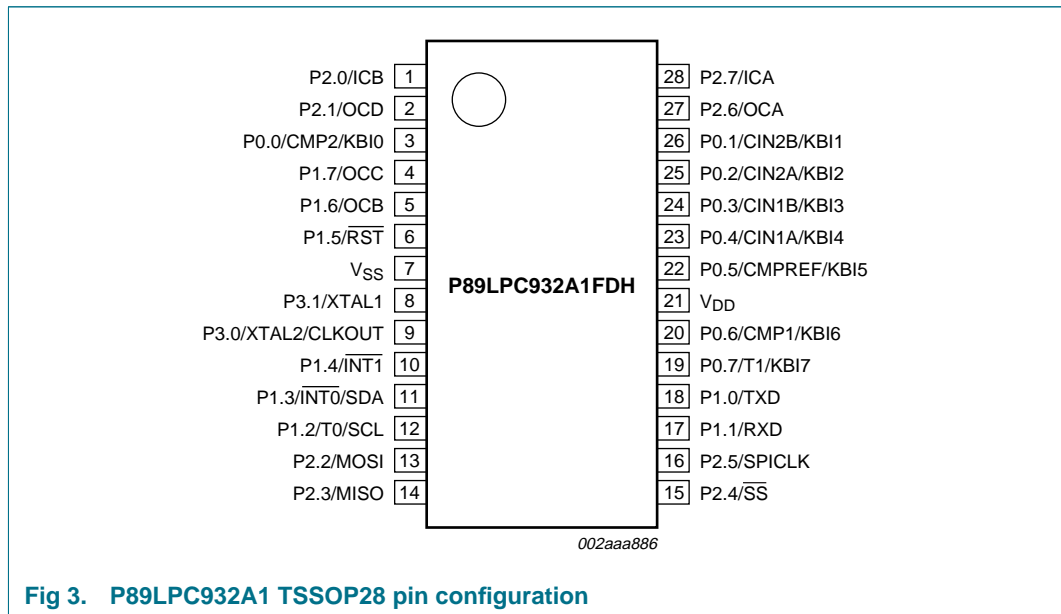 P2.0/ICB 1 28 P2.7/ICA
P2.1/OCD 2 27 P2.6/OCA
P0.0/CMP2/KBI0 3 26 P0.1/CIN2B/KBI1
P1.7/OCC 4 25 P0.2/CIN2A/KBI2
P1.6/OCB 5 24 P0.3/CIN1B/KBI3
P1.5/R̅S̅T̅ 6 23 P0.4/CIN1A/KBI4
VSS 7 22 P0.5/CMPREF/KBI5
P89LPC932A1FDH
P3.1/XTAL1 8 21 VDD
P3.0/XTAL2/CLKOUT 9 20 P0.6/CMP1/KBI6
P1.4/I̅N̅T̅1̅ 10 19 P0.7/T1/KBI7
P1.3/I̅N̅T̅0̅/SDA 11 18 P1.0/TXD
P1.2/T0/SCL 12 17 P1.1/RXD
P2.2/MOSI 13 16 P2.5/SPICLK
P2.3/MISO 14 15 P2.4/S̅S̅
002aaa886
Fig 3. P89LPC932A1 TSSOP28 pin configuration